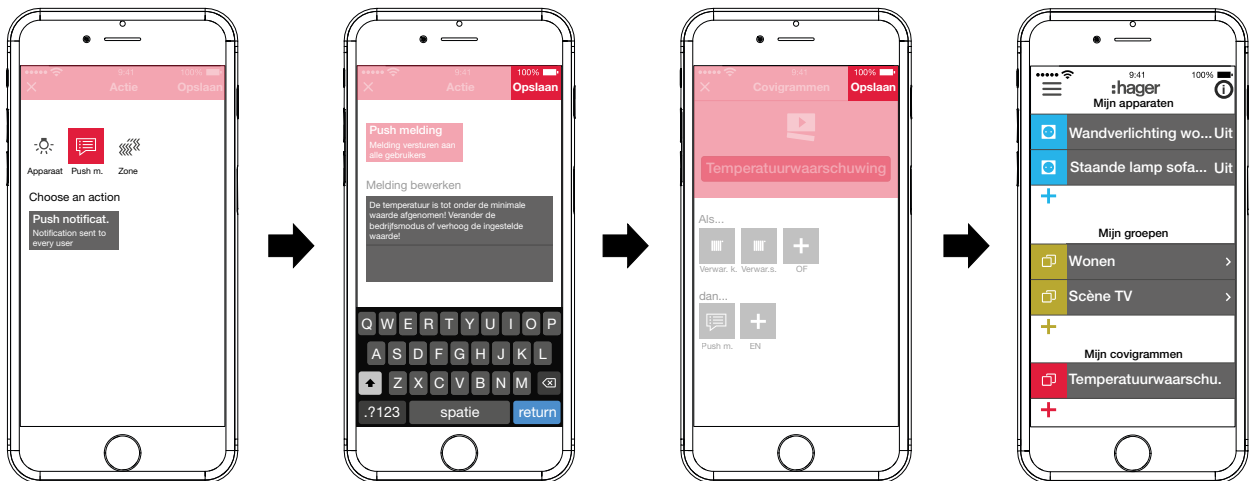 9:41 100%
Actie Opslaan
Apparaat Push m. Zone
Choose an action
Push notificat.
Notification sent to
every user
9:41 100%
Actie Opslaan
Push melding
Melding versturen aan
alle gebruikers
Melding bewerken
De temperatuur is tot onder de minimale
waarde afgenomen! Verander de
bedrijfsmodus of verhoog de ingestelde
waarde!
Q W E R T Y U I O P
A S D F G H J K L
Z X C V B N M
.?123 spatie return
9:41 100%
Covigrammen Opslaan
Temperatuurwaarschuwing
Als...
Verwar. k. Verwar.s. OF
dan...
Push m. EN
9:41 100%
:hager
Mijn apparaten
Wandverlichting wo... Uit
Staande lamp sofa... Uit
Mijn groepen
Wonen
Scène TV
Mijn covigrammen
Temperatuurwaarschu.